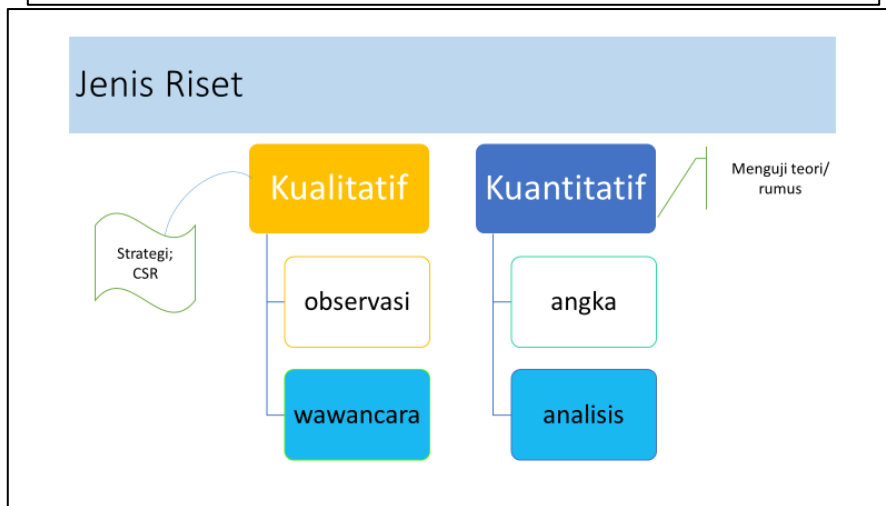 Jenis Riset
Kualitatif
Kuantitatif
Menguji teori/
rumus
Strategi;
CSR
observasi
angka
wawancara
analisis